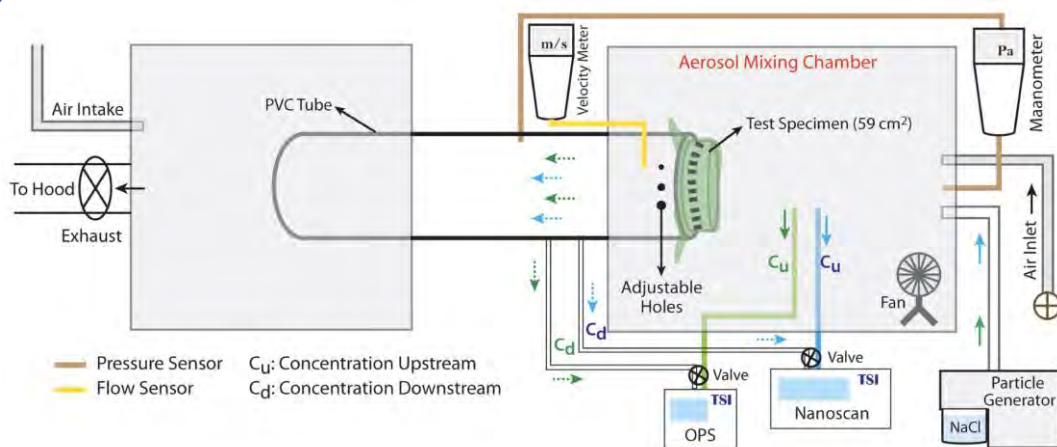 m/s
Velocity Meter
Aerosol Mixing Chamber
Pa
Maanometer
Air Intake
PVC Tube
Test Specimen (59 cm²)
To Hood
Exhaust
Adjustable
Holes
Cu
Cu
Fan
Air Inlet
Cd
Cd
Pressure Sensor
Cu: Concentration Upstream
Flow Sensor
Cd: Concentration Downstream
Valve
Valve
TSI
OPS
TSI
Nanoscan
Particle
Generator
NaCl